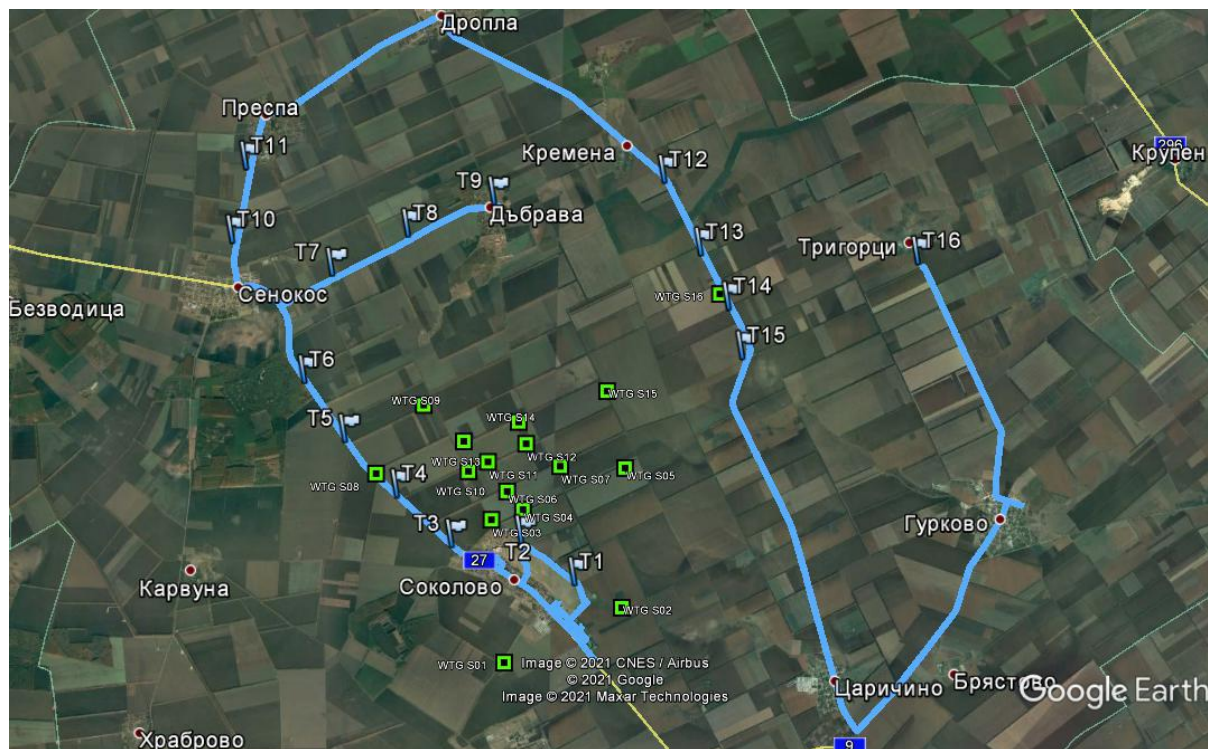 Дропла
Преспа
T11
296
Кремена
T12
Крупен
T9
Дъбрава
T8
T10
T13
Тригорци
T16
T7
Сенокос
WTG S16
T14
Безводица
T15
T6
WTG S09
WTG S15
T5
WTG S14
WTG S13
WTG S12
WTG S08
T4
WTG S10
WTG S11
WTG S07
WTG S05
WTG S06
WTG S04
T3
WTG S03
Гурково
27
T2
T1
Соколово
Карвуна
WTG S02
WTG S01
Image © 2021 CNES / Airbus
© 2021 Google
Image © 2021 Maxar Technologies
Царичино
Брястово
Google Earth
Храброво
9